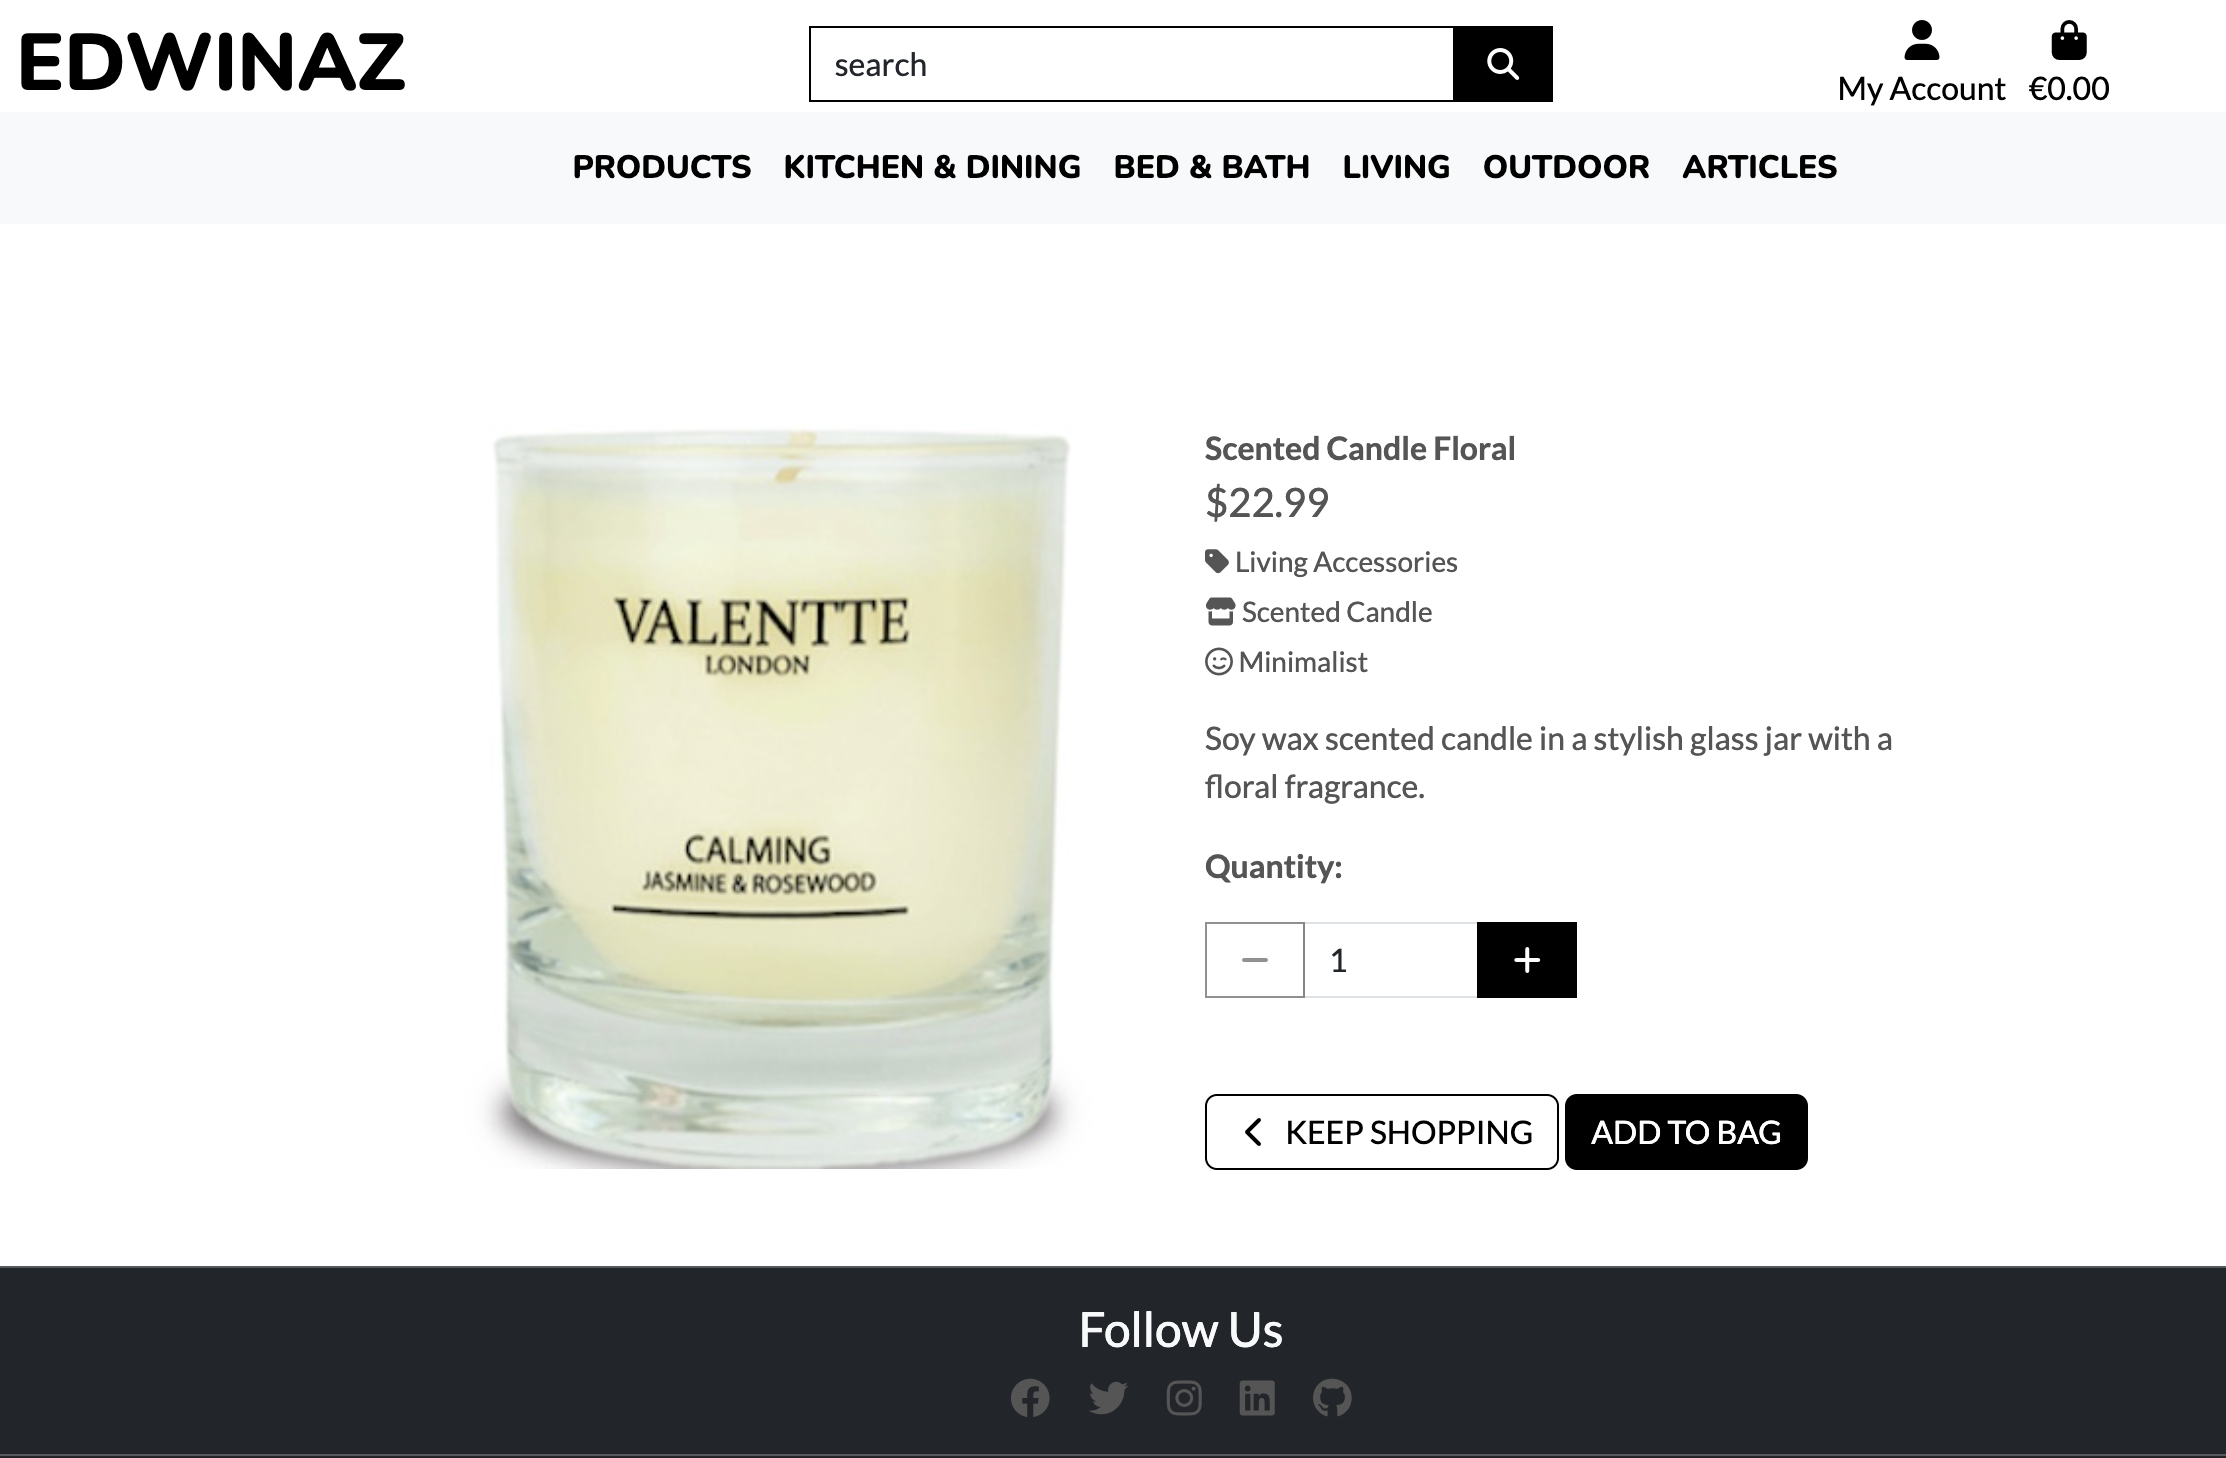 EDWINAZ
search
My Account
€0.00
PRODUCTS KITCHEN & DINING BED & BATH LIVING OUTDOOR ARTICLES
VALENTTE
LONDON
CALMING
JASMINE & ROSEWOOD
Scented Candle Floral
$22.99
Living Accessories
Scented Candle
Minimalist
Soy wax scented candle in a stylish glass jar with a
floral fragrance.
Quantity:
1
KEEP SHOPPING
ADD TO BAG
Follow Us